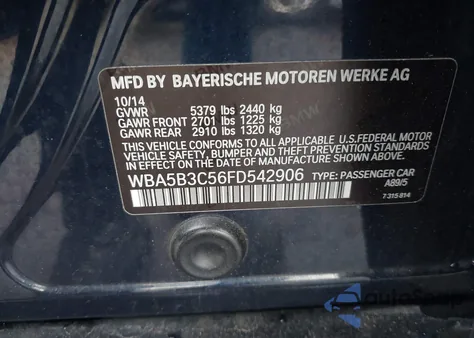 MFD BY BAYERISCHE MOTOREN WERKE AG
10/14
GVWR 5379 lbs 2440 kg
GAWR FRONT 2701 lbs 1225 kg
GAWR REAR 2910 lbs 1320 kg
THIS VEHICLE CONFORMS TO ALL APPLICABLE U.S.FEDERAL MOTOR
VEHICLE SAFETY, BUMPER, AND THEFT PREVENTION STANDARDS
IN EFFECT ON THE DATE OF MANUFACTURE SHOWN ABOVE.
WBA5B3C56FD542906 TYPE: PASSENGER CAR
A89/5
7 315 814